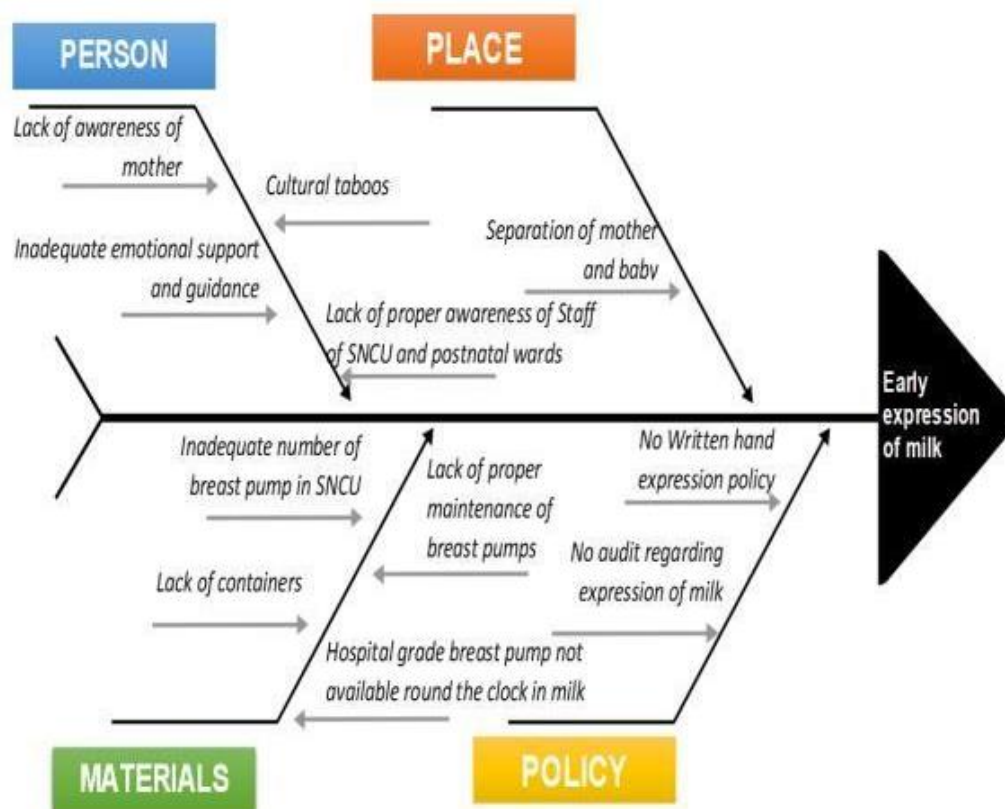 PERSON
PLACE
Lack of awareness of
mother
Cultural taboos
Inadequate emotional support
and guidance
Separation of mother
and baby
Lack of proper awareness of Staff
of SNCU and postnatal wards
Early
expression
of milk
Inadequate number of
breast pump in SNCU
Lack of proper
maintenance of
breast pumps
No Written hand
expression policy
Lack of containers
No audit regarding
expression of milk
Hospital grade breast pump not
available round the clock in milk
MATERIALS
POLICY